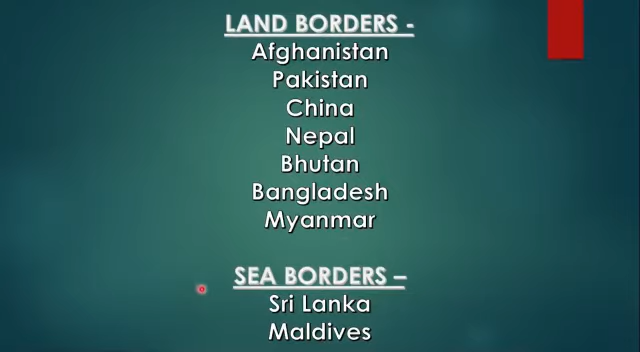 LAND BORDERS -
Afghanistan
Pakistan
China
Nepal
Bhutan
Bangladesh
Myanmar
SEA BORDERS –
Sri Lanka
Maldives